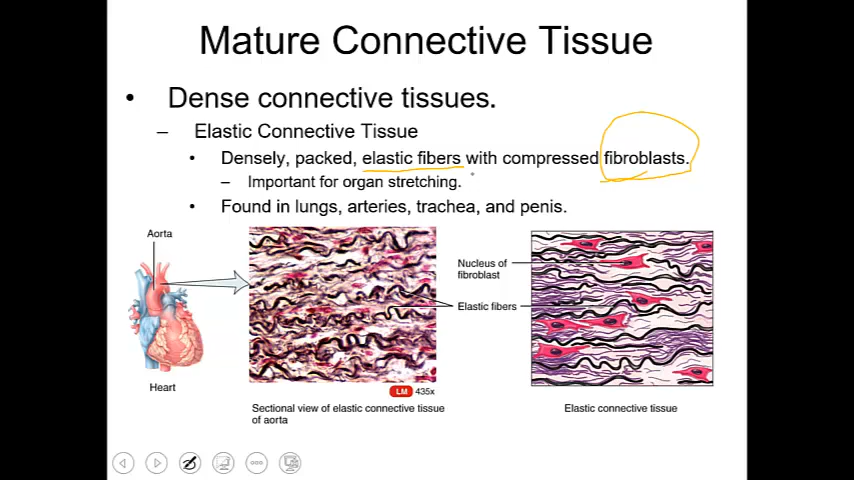 Mature Connective Tissue
• Dense connective tissues.
– Elastic Connective Tissue
• Densely, packed, elastic fibers with compressed fibroblasts.
– Important for organ stretching.
• Found in lungs, arteries, trachea, and penis.
Aorta
Heart
LM 435x
Sectional view of elastic connective tissue
of aorta
Nucleus of
fibroblast
Elastic fibers
Elastic connective tissue